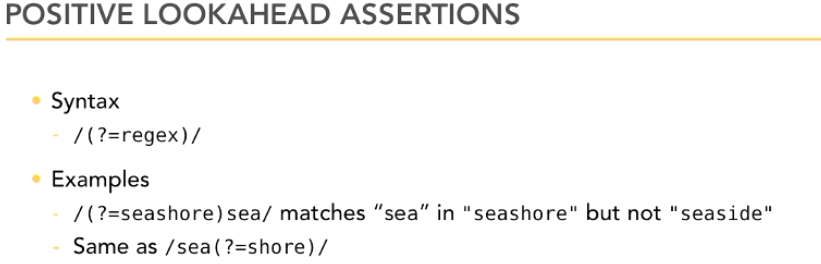 POSITIVE LOOKAHEAD ASSERTIONS
• Syntax
- /(?=regex)/
• Examples
- /(?=seashore)sea/ matches “sea” in "seashore" but not "seaside"
- Same as /sea(?=shore)/